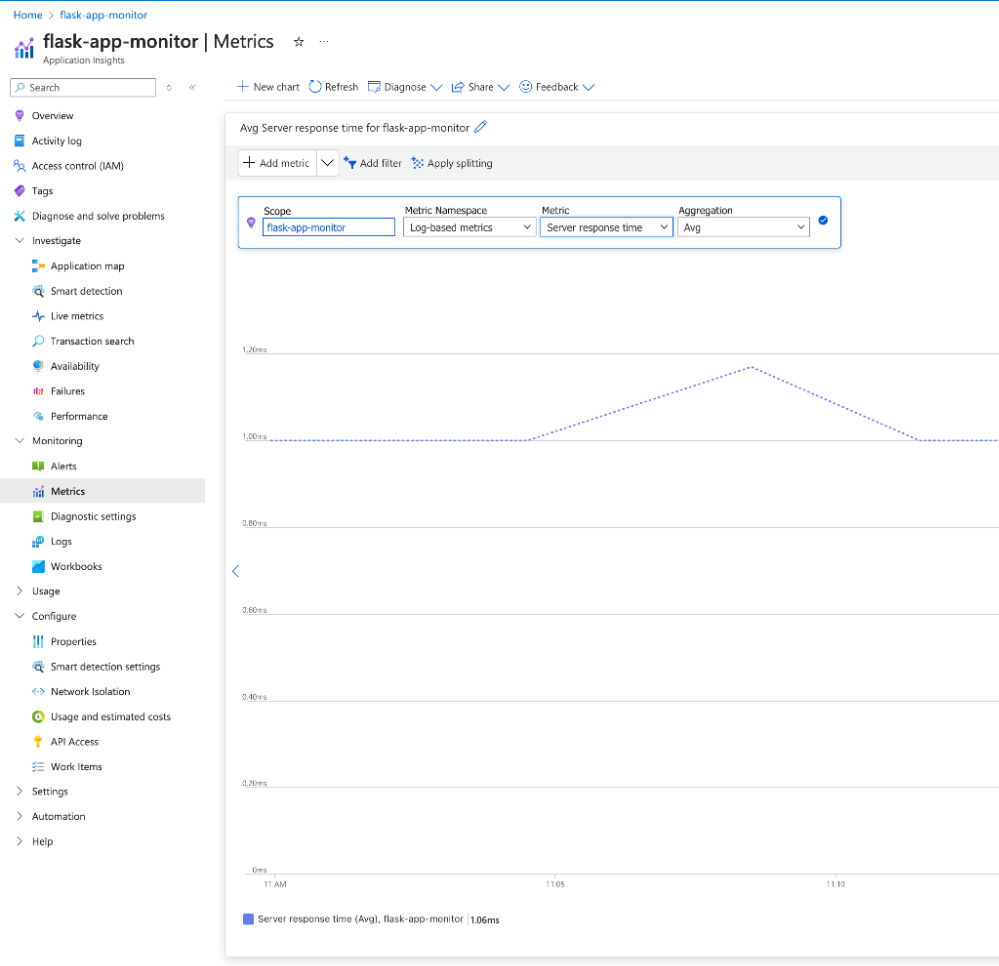 Home > flask-app-monitor
flask-app-monitor | Metrics ☆ ...
Application Insights
Search
Overview
Activity log
Access control (IAM)
Tags
Diagnose and solve problems
Investigate
Application map
Smart detection
Live metrics
Transaction search
Availability
Failures
Performance
Monitoring
Alerts
Metrics
Diagnostic settings
Logs
Workbooks
Usage
Configure
Properties
Smart detection settings
Network Isolation
Usage and estimated costs
API Access
Work Items
Settings
Automation
Help
New chart Refresh Diagnose Share Feedback
Avg Server response time for flask-app-monitor
Add metric Add filter Apply splitting
Scope Metric Namespace Metric Aggregation
flask-app-monitor Log-based metrics Server response time Avg
1.20ms
1.00ms
0.80ms
0.60ms
0.40ms
0.20ms
0ms
11 AM 11:05 11:10
Server response time (Avg), flask-app-monitor | 1.06ms